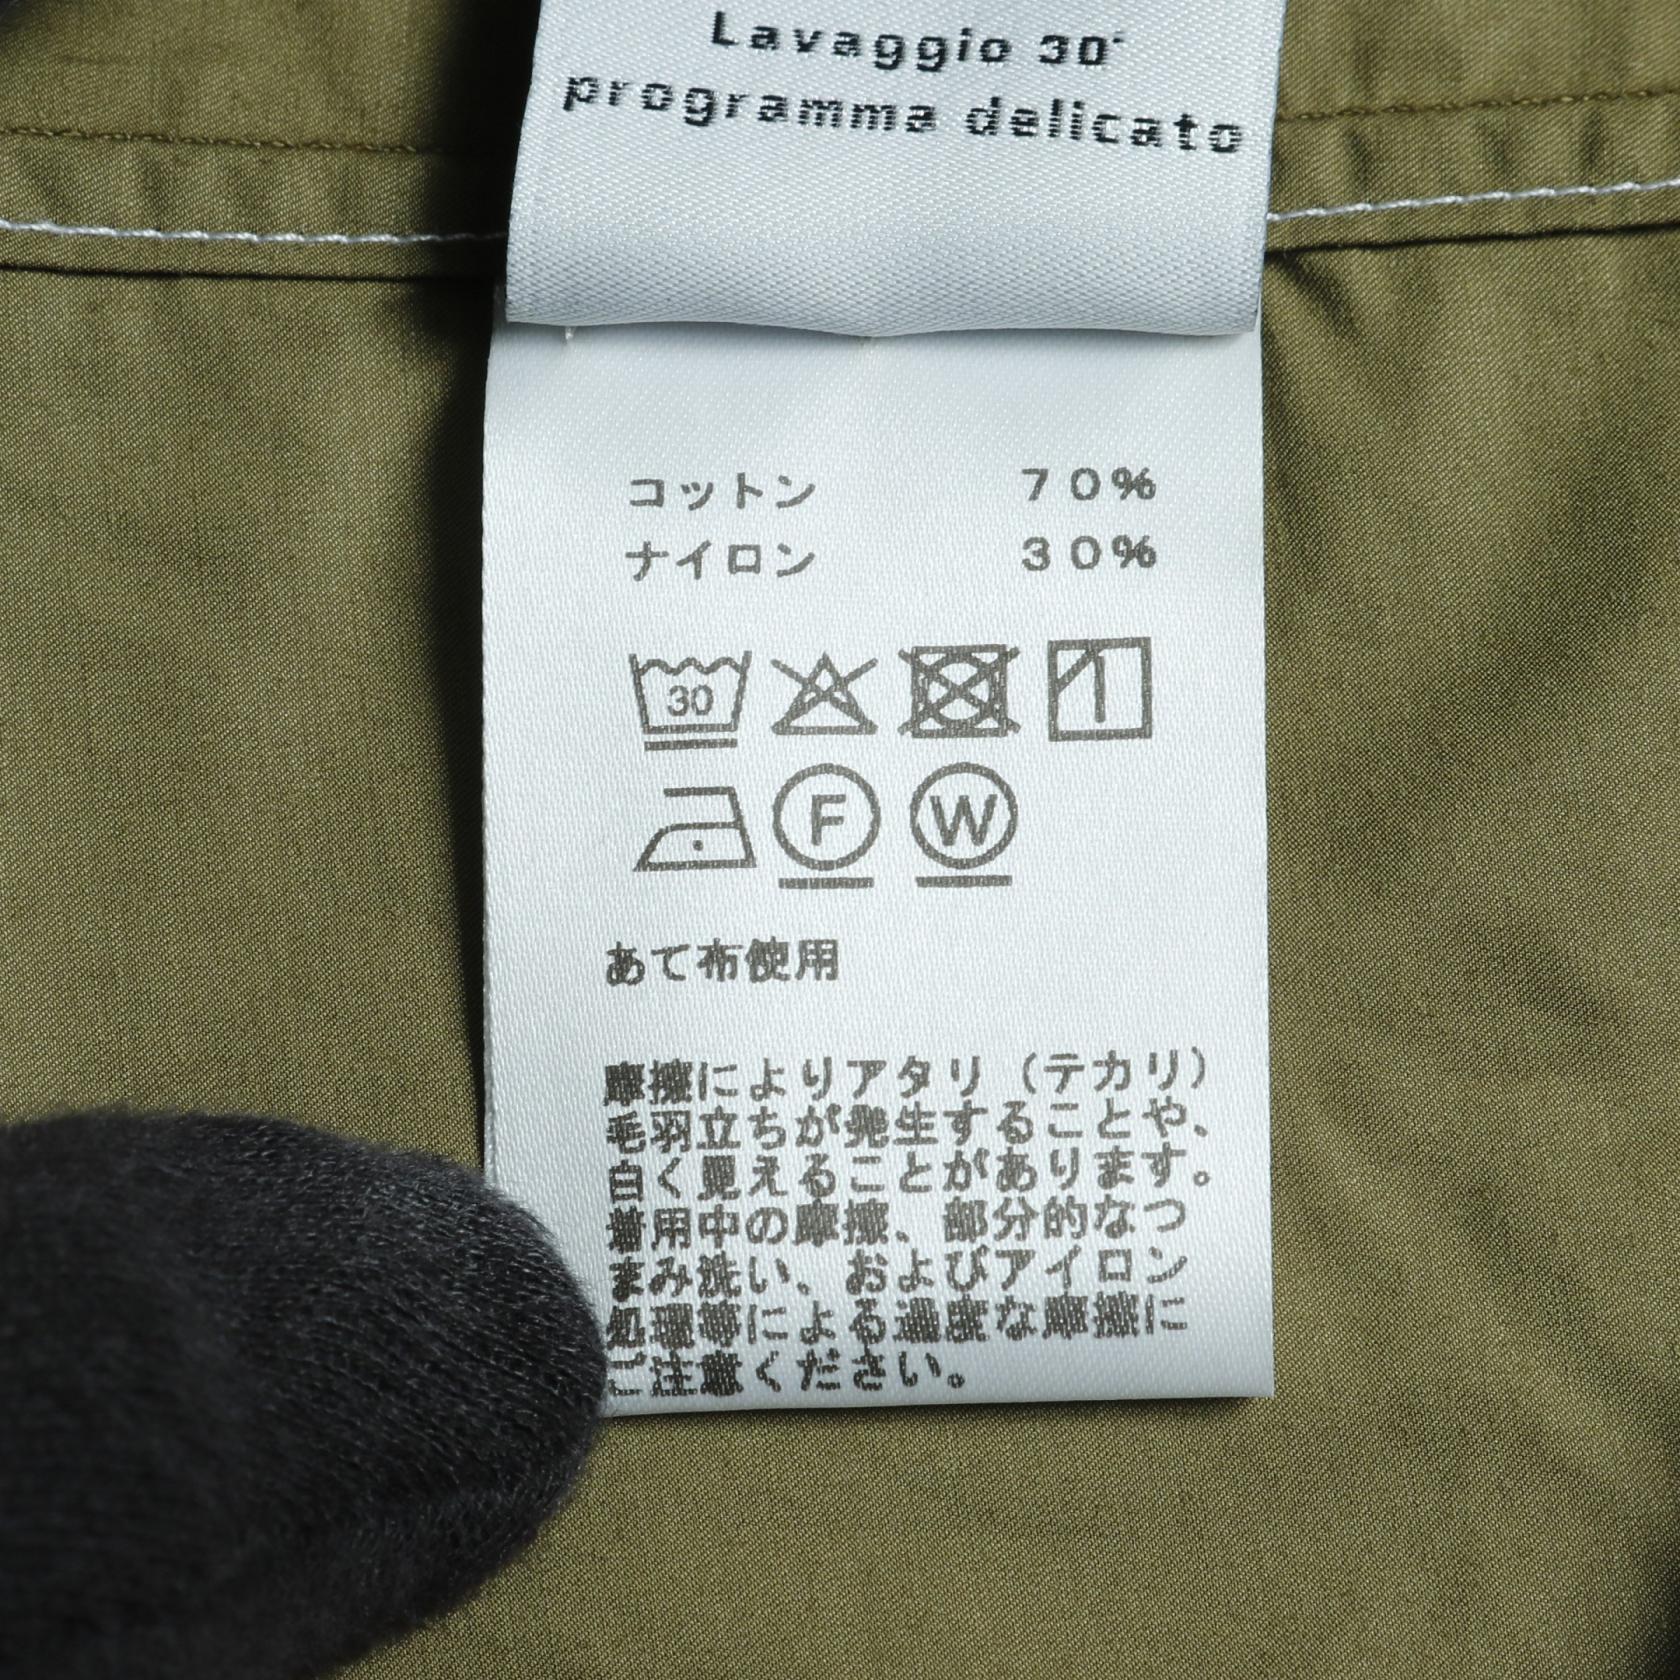 Lavaggio 30°
programma delicato
コットン ７０％
ナイロン ３０％
30
F W
あて布使用
摩擦によりアタリ（テカリ）
毛羽立ちが発生することや、
白く見えることがあります。
着用中の摩擦、部分的なつ
まみ洗い、およびアイロン
処理等による過度な摩擦に
ご注意ください。